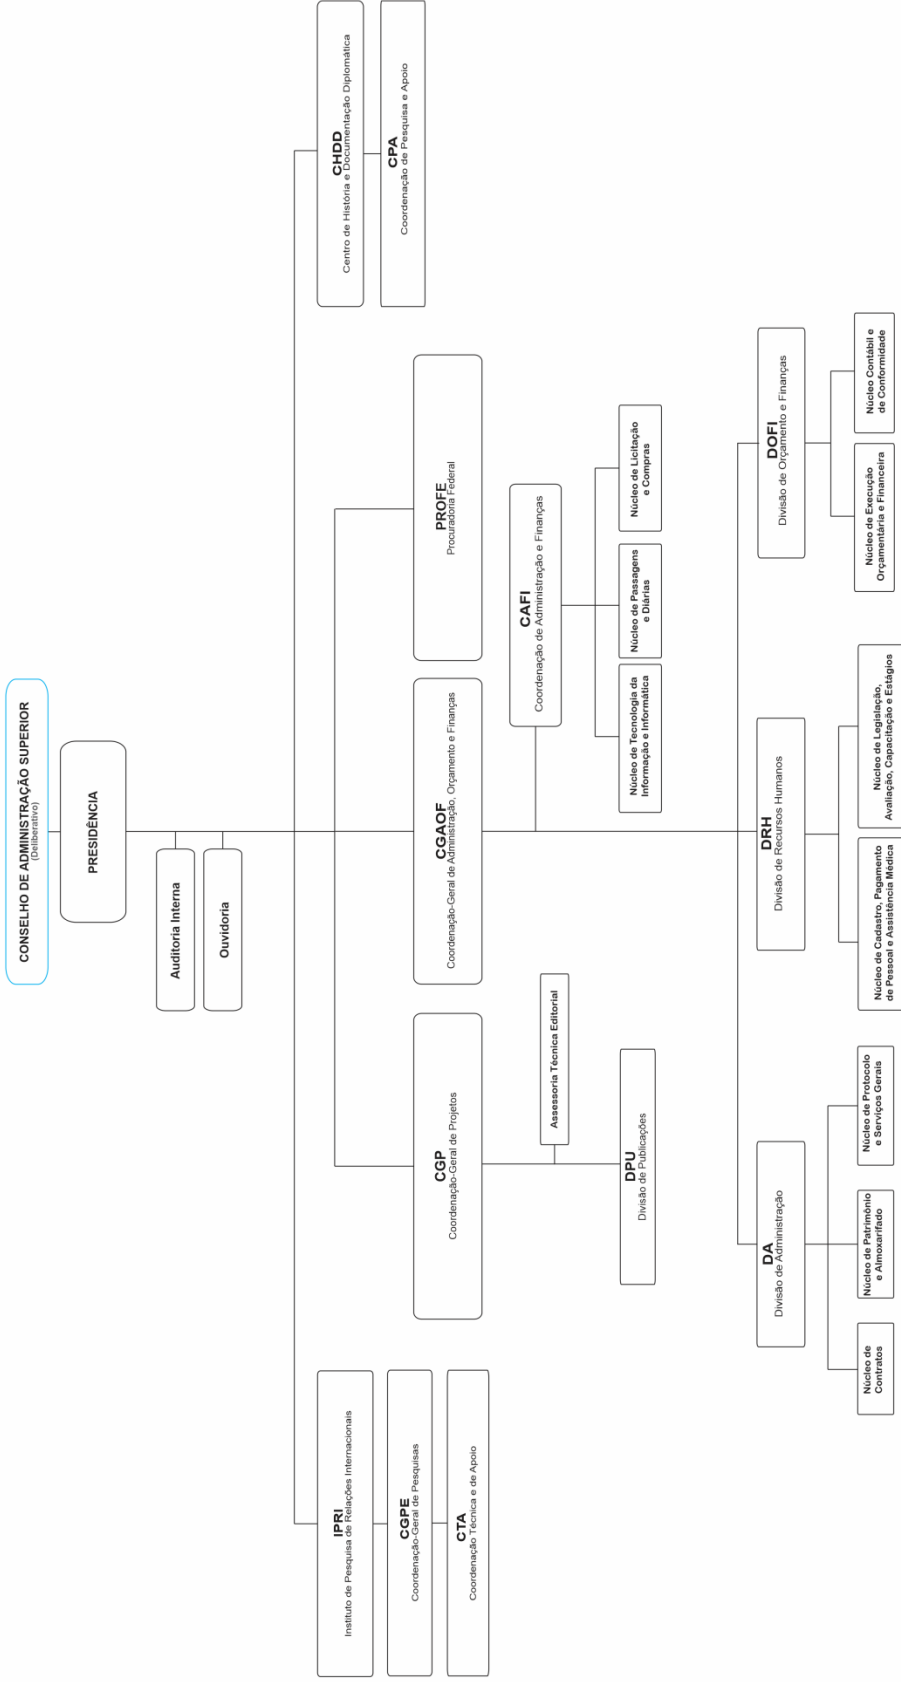 CONSELHO DE ADMINISTRAÇÃO SUPERIOR
(Deliberativo)
PRESIDÊNCIA
Auditoria Interna
Ouvidoria
IPRI
Instituto de Pesquisa de Relações Internacionais
CGPE
Coordenação-Geral de Pesquisas
CTA
Coordenação Técnica e de Apoio
CHDD
Centro de História e Documentação Diplomática
CPA
Coordenação de Pesquisa e Apoio
CGP
Coordenação-Geral de Projetos
Assessoria Técnica Editorial
DPU
Divisão de Publicações
CGAOF
Coordenação-Geral de Administração, Orçamento e Finanças
PROFE
Procuradoria Federal
CAFI
Coordenação de Administração e Finanças
Núcleo de Tecnologia da
Informação e Informática
Núcleo de Passagens
e Diárias
Núcleo de Licitação
e Compras
DA
Divisão de Administração
Núcleo de
Contratos
Núcleo de Patrimônio
e Almoxarifado
Núcleo de Protocolo
e Serviços Gerais
DRH
Divisão de Recursos Humanos
Núcleo de Cadastro, Pagamento
de Pessoal e Assistência Médica
Núcleo de Legislação,
Avaliação, Capacitação e Estágios
DOFI
Divisão de Orçamento e Finanças
Núcleo de Execução
Orçamentária e Financeira
Núcleo Contábil e
de Conformidade